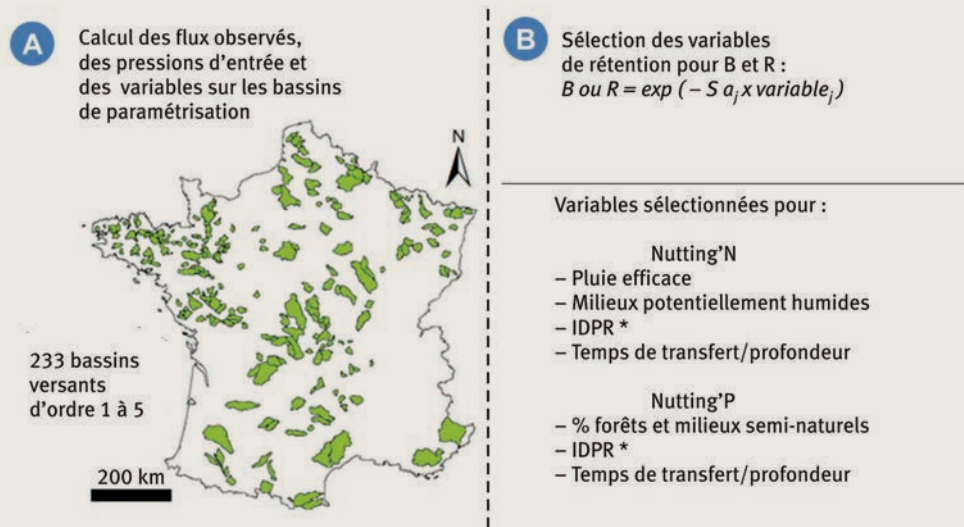 A
Calcul des flux observés,
des pressions d'entrée et
des variables sur les bassins
de paramétrisation
N
233 bassins
versants
d'ordre 1 à 5
200 km
B
Sélection des variables
de rétention pour B et R :
B ou R = exp (– S aj x variablej)
Variables sélectionnées pour :
Nutting’N
– Pluie efficace
– Milieux potentiellement humides
– IDPR *
– Temps de transfert/profondeur
Nutting’P
– % forêts et milieux semi-naturels
– IDPR *
– Temps de transfert/profondeur